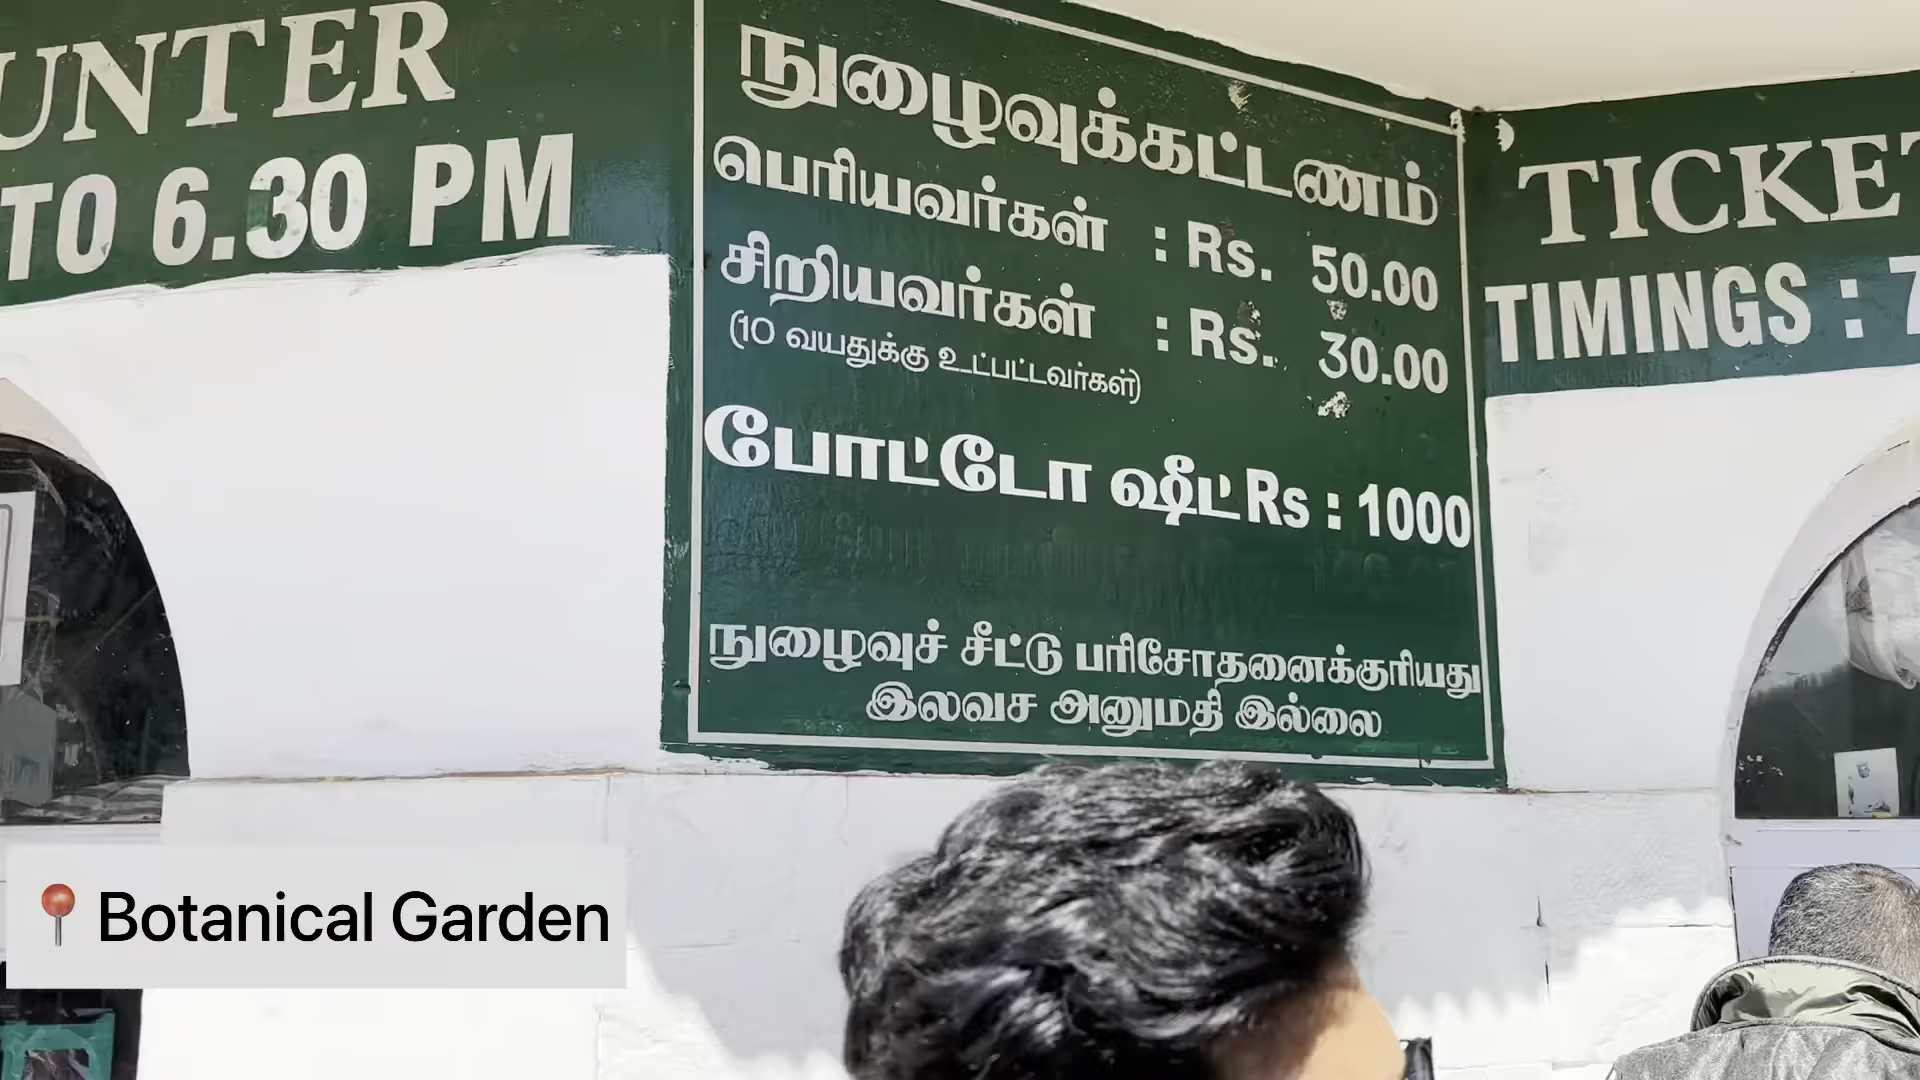 UNTER
TO 6.30 PM
நுழைவுக்கட்டணம்
பெரியவர்கள் : Rs. 50.00
சிறியவர்கள் : Rs. 30.00
(10 வயதுக்கு உட்பட்டவர்கள்)
போட்டோ ஷீட் Rs : 1000
நுழைவுச் சீட்டு பரிசோதனைக்குரியது
இலவச அனுமதி இல்லை
TICKET
TIMINGS : 7
📍 Botanical Garden